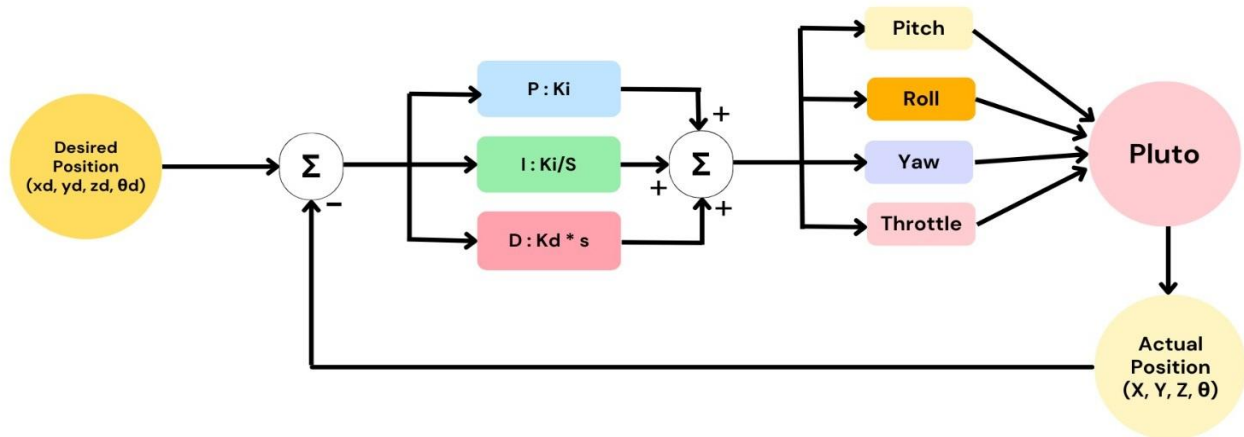 Desired
Position
(xd, yd, zd, θd)
Σ
−
P : Ki
I : Ki/S
D : Kd * s
+
+
+
Σ
Pitch
Roll
Yaw
Throttle
Pluto
Actual
Position
(X, Y, Z, θ)